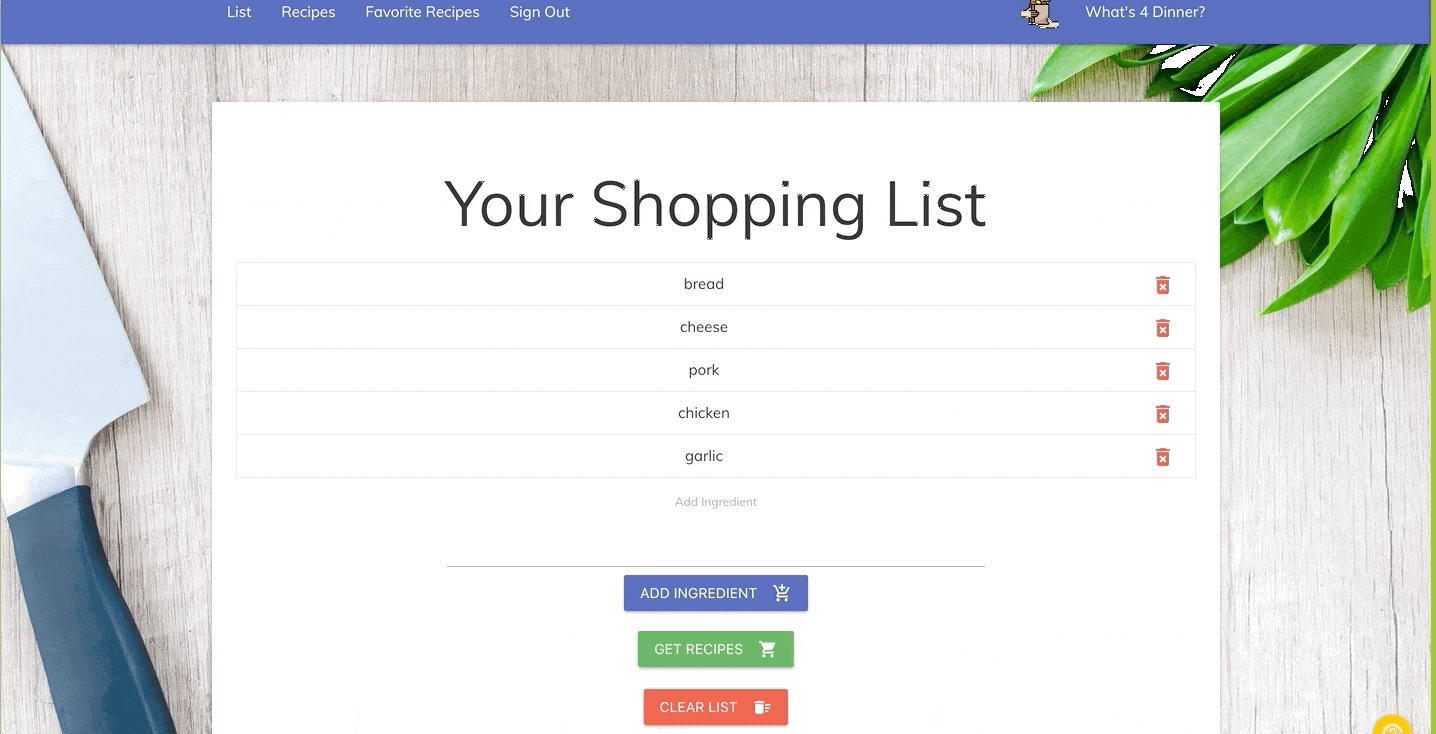 List Recipes Favorite Recipes Sign Out What's 4 Dinner?
Your Shopping List
bread
cheese
pork
chicken
garlic
Add Ingredient
ADD INGREDIENT
GET RECIPES
CLEAR LIST